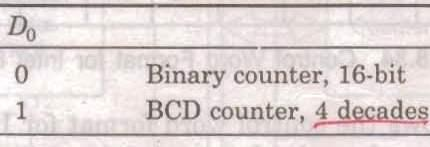 D₀
0 Binary counter, 16-bit
1 BCD counter, 4 decades